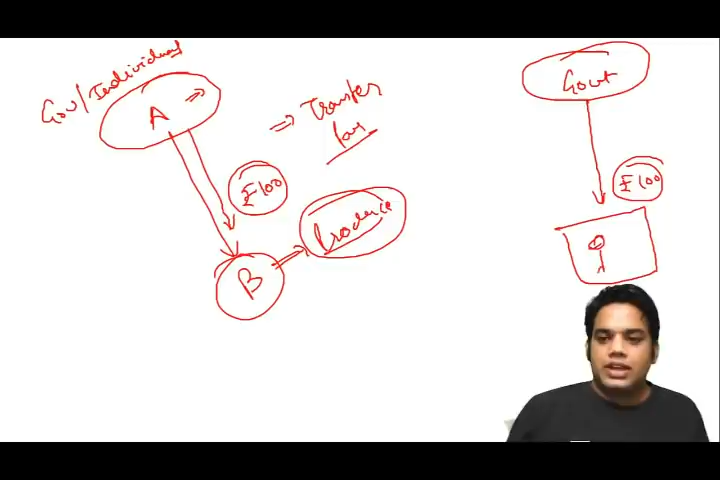 Gov/Individual
A ⇒
⇒ Transfer
Pay
£100
B
Produce
Govt
£100